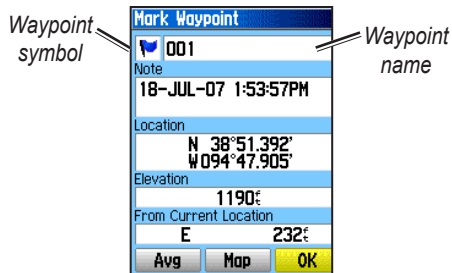 Mark Waypoint
Waypoint
symbol
001
Waypoint
name
Note
18-JUL-07 1:53:57PM
Location
N 38°51.392'
W094°47.905'
Elevation
1190ft
From Current Location
E 232ft
Avg Map OK